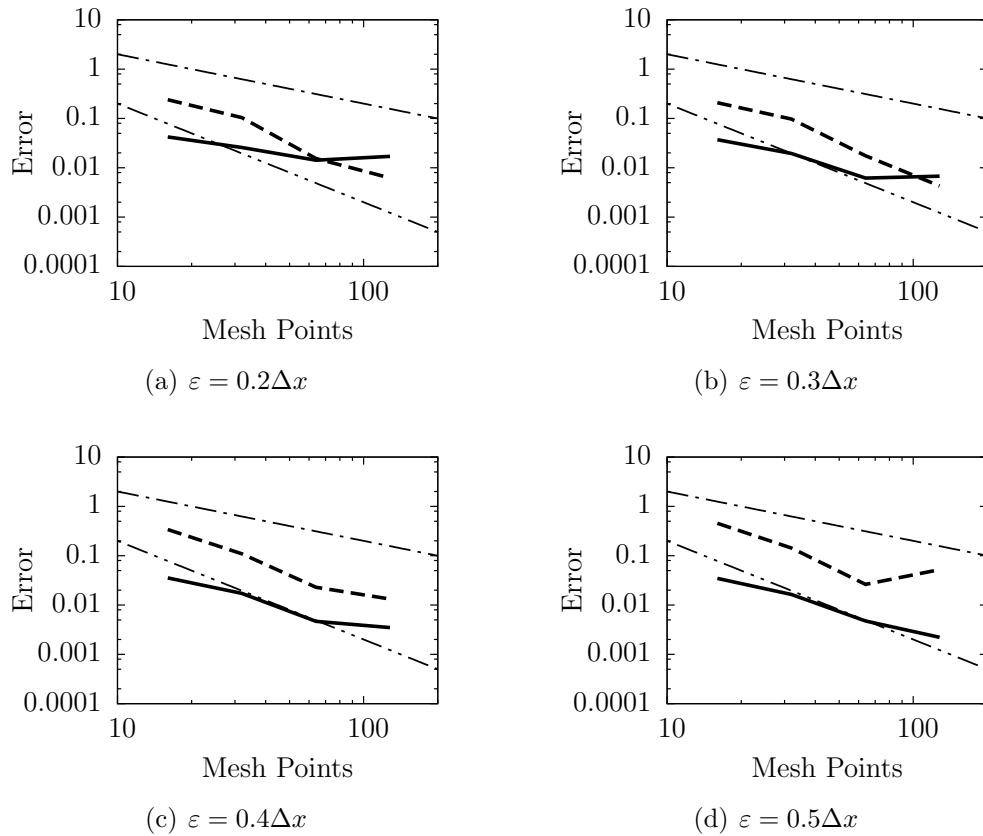 10
1
0.1
0.01
0.001
0.0001
Error
10
100
Mesh Points
(a) ε = 0.2Δx
10
1
0.1
0.01
0.001
0.0001
Error
10
100
Mesh Points
(b) ε = 0.3Δx
10
1
0.1
0.01
0.001
0.0001
Error
10
100
Mesh Points
(c) ε = 0.4Δx
10
1
0.1
0.01
0.001
0.0001
Error
10
100
Mesh Points
(d) ε = 0.5Δx